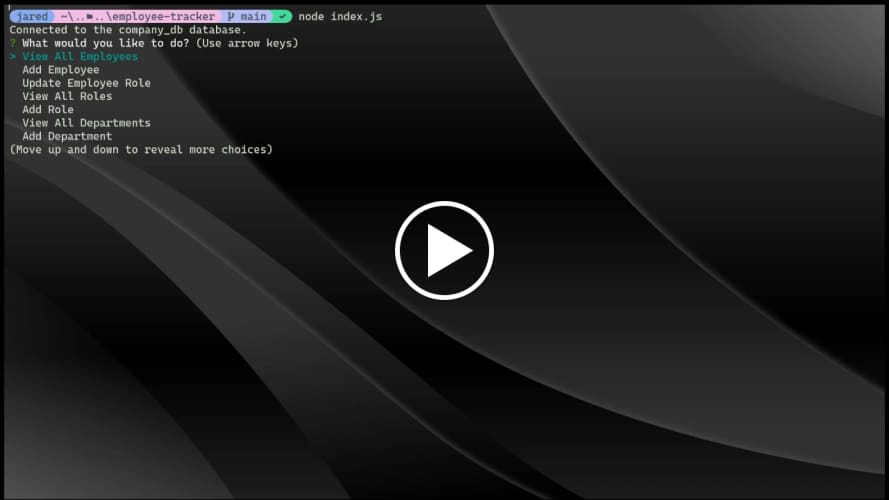 jared ~\..\..\employee-tracker main ✓ node index.js
Connected to the company_db database.
? What would you like to do? (Use arrow keys)
> View All Employees
Add Employee
Update Employee Role
View All Roles
Add Role
View All Departments
Add Department
(Move up and down to reveal more choices)